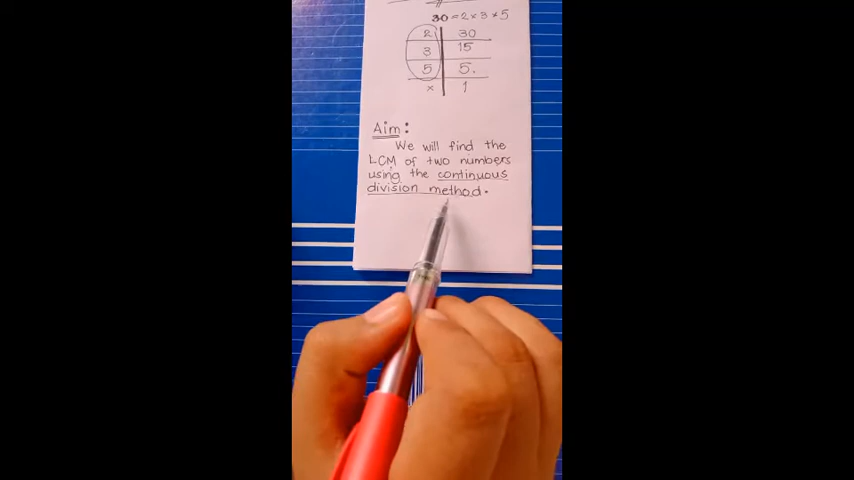 30 = 2 × 3 × 5
2 30
3 15
5 5.
× 1
Aim:
We will find the
LCM of two numbers
using the continuous
division method.